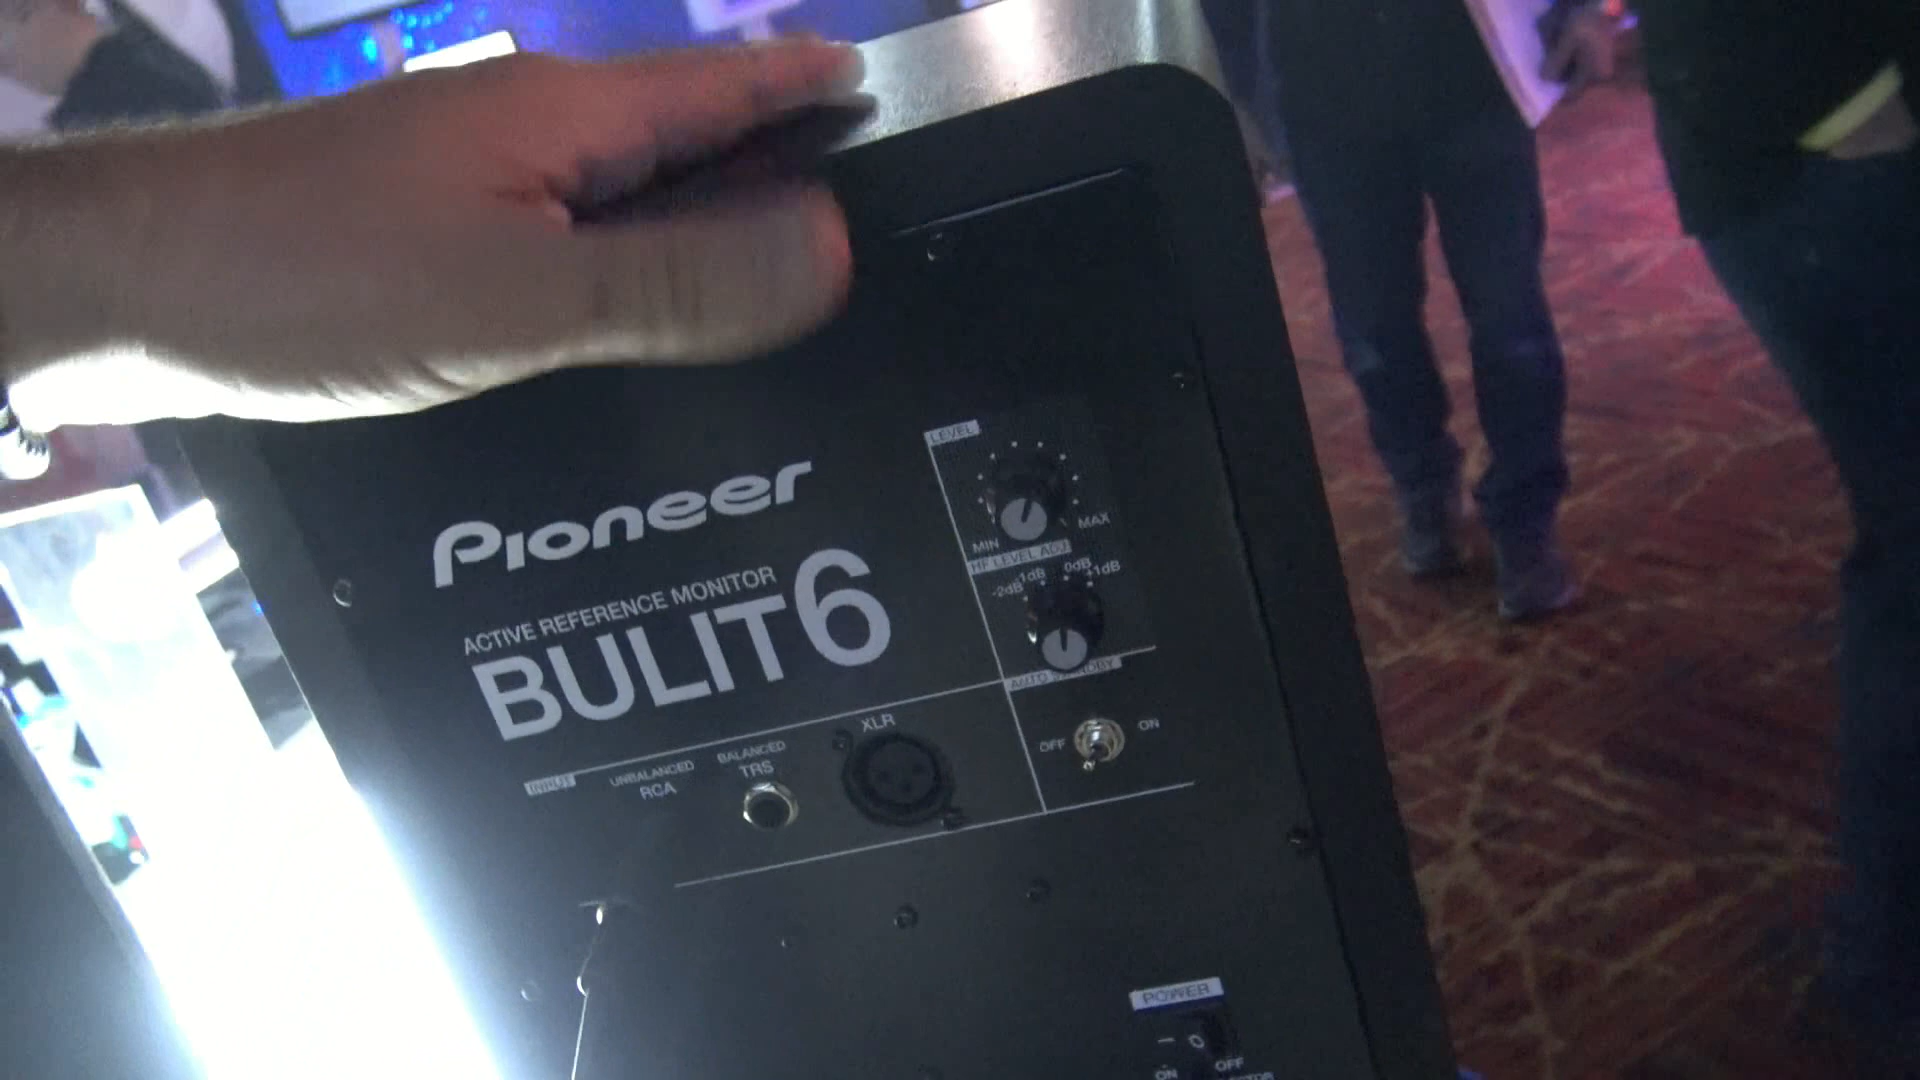 Pioneer
ACTIVE REFERENCE MONITOR
BULIT6
LEVEL
MIN MAX
HF LEVEL ADJ
-2dB -1dB 0dB +1dB
AUTO STANDBY
OFF ON
INPUT
UNBALANCED
RCA
BALANCED
TRS
XLR
POWER
ON OFF